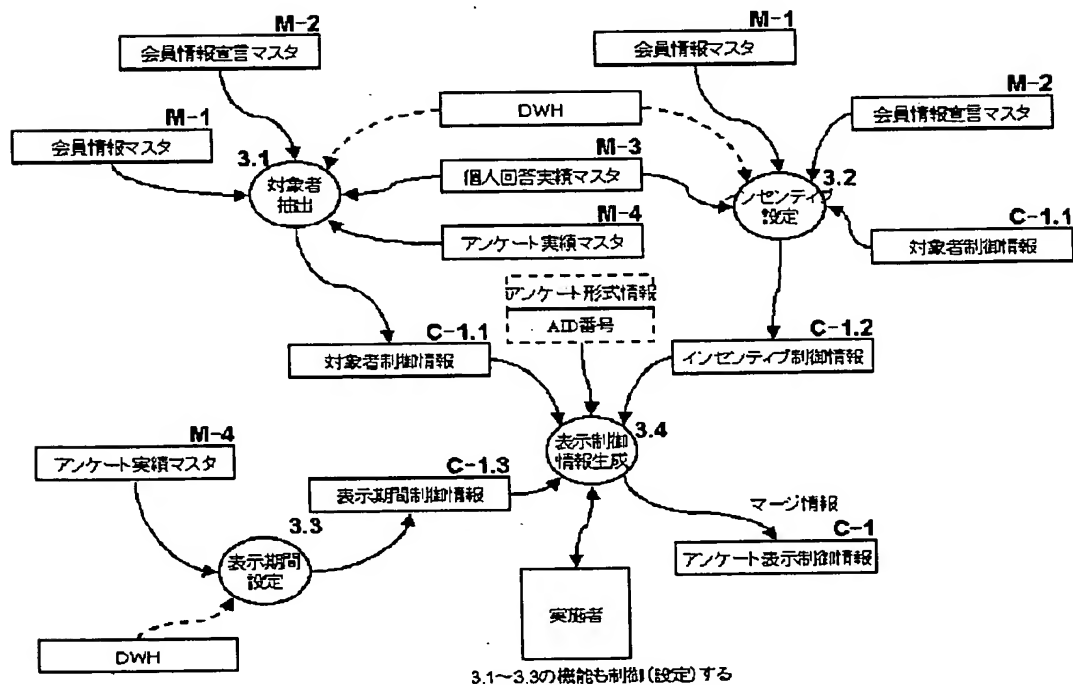 M-2
会員情報宣言マスタ
M-1
会員情報マスタ
M-1
会員情報マスタ
M-2
会員情報宣言マスタ
DWH
M-3
個人回答実績マスタ
M-4
アンケート実績マスタ
3.1
対象者
抽出
3.2
インセンティブ
設定
C-1.1
対象者制御情報
アンケート形式情報
AID番号
C-1.1
対象者制御情報
C-1.2
インセンティブ制御情報
3.4
表示制御
情報生成
M-4
アンケート実績マスタ
C-1.3
表示期間制御情報
3.3
表示期間
設定
DWH
マージ情報
C-1
アンケート表示制御情報
実施者
3.1~3.3の機能も制御(設定)する